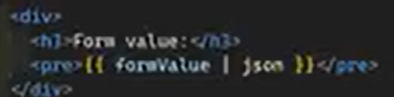 <div>
<h3>Form value:</h3>
<pre>{{ formValue | json }}</pre>
</div>